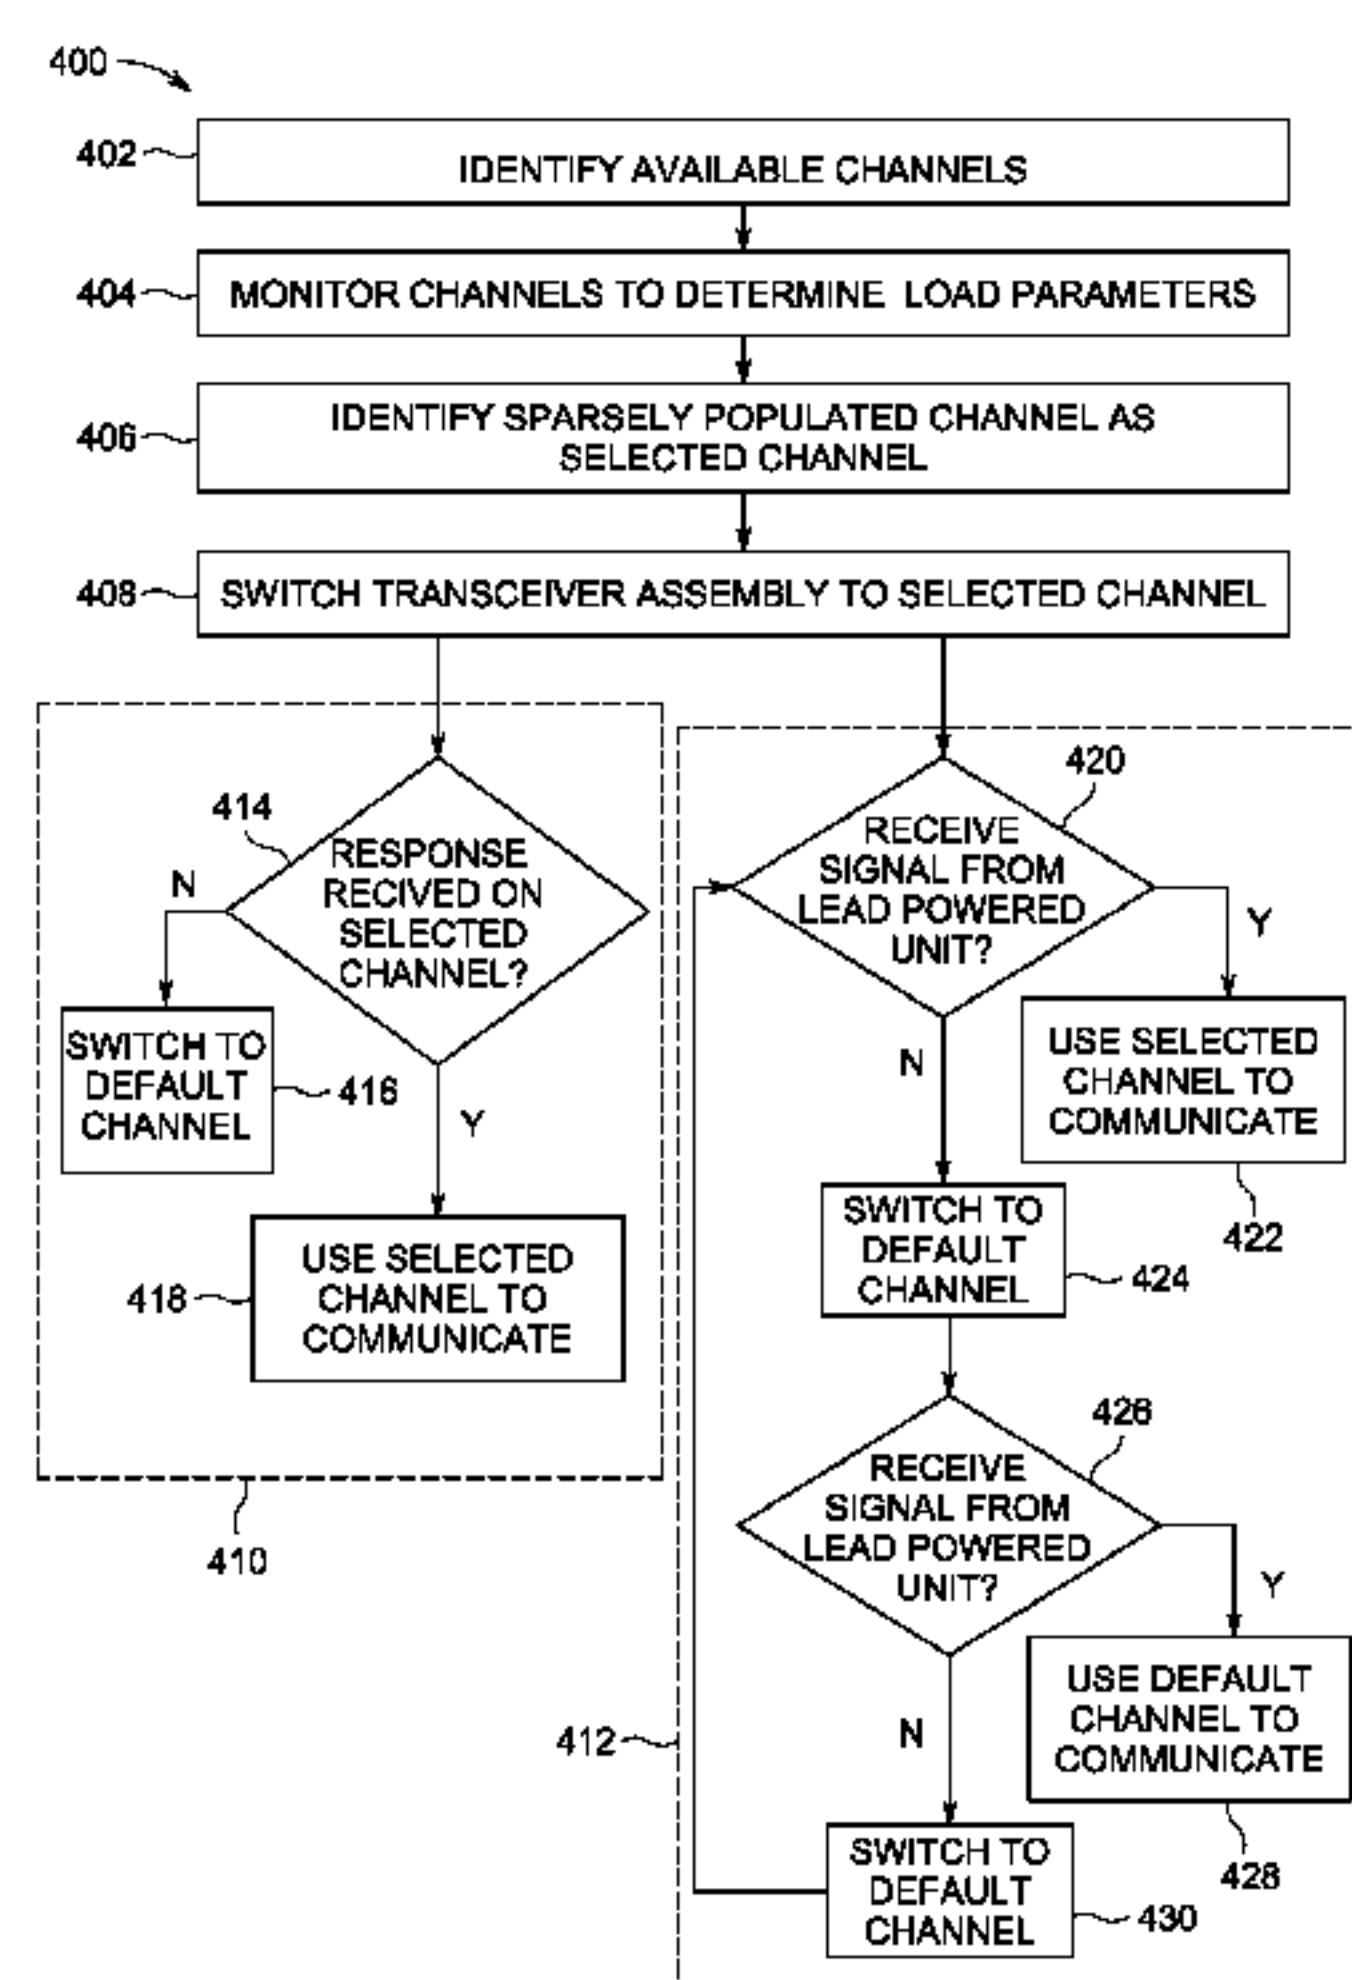 400
402
IDENTIFY AVAILABLE CHANNELS
404
MONITOR CHANNELS TO DETERMINE LOAD PARAMETERS
406
IDENTIFY SPARSELY POPULATED CHANNEL AS
SELECTED CHANNEL
408
SWITCH TRANSCEIVER ASSEMBLY TO SELECTED CHANNEL
414
RESPONSE
RECIVED ON
SELECTED
CHANNEL?
N
SWITCH TO
DEFAULT
CHANNEL
416
Y
418
USE SELECTED
CHANNEL TO
COMMUNICATE
410
420
RECEIVE
SIGNAL FROM
LEAD POWERED
UNIT?
Y
USE SELECTED
CHANNEL TO
COMMUNICATE
422
N
SWITCH TO
DEFAULT
CHANNEL
424
426
RECEIVE
SIGNAL FROM
LEAD POWERED
UNIT?
Y
USE DEFAULT
CHANNEL TO
COMMUNICATE
428
412
N
SWITCH TO
DEFAULT
CHANNEL
430